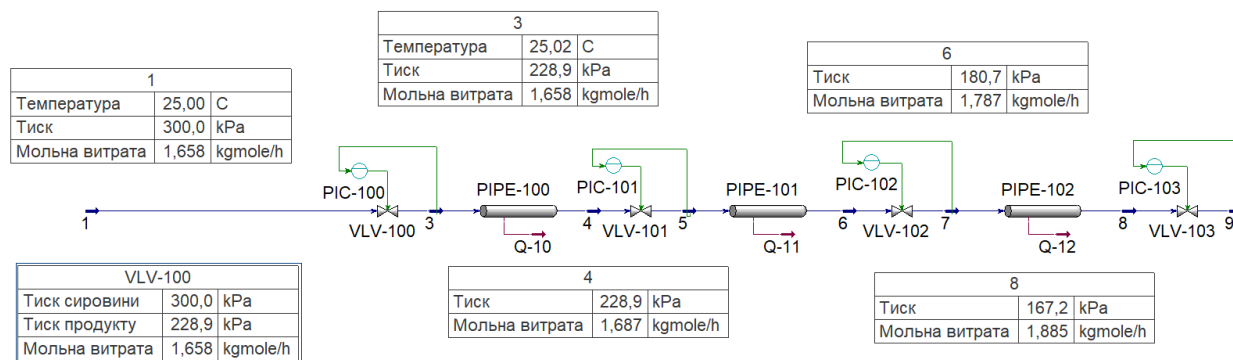 3
Температура 25,02 C
Тиск 228,9 kPa
Мольна витрата 1,658 kgmole/h
6
Тиск 180,7 kPa
Мольна витрата 1,787 kgmole/h
1
Температура 25,00 C
Тиск 300,0 kPa
Мольна витрата 1,658 kgmole/h
PIC-100 PIPE-100 PIC-101 PIPE-101 PIC-102 PIPE-102 PIC-103
1 VLV-100 3 Q-10 4 VLV-101 5 Q-11 6 VLV-102 7 Q-12 8 VLV-103 9
VLV-100
Тиск сировини 300,0 kPa
Тиск продукту 228,9 kPa
Мольна витрата 1,658 kgmole/h
4
Тиск 228,9 kPa
Мольна витрата 1,687 kgmole/h
8
Тиск 167,2 kPa
Мольна витрата 1,885 kgmole/h